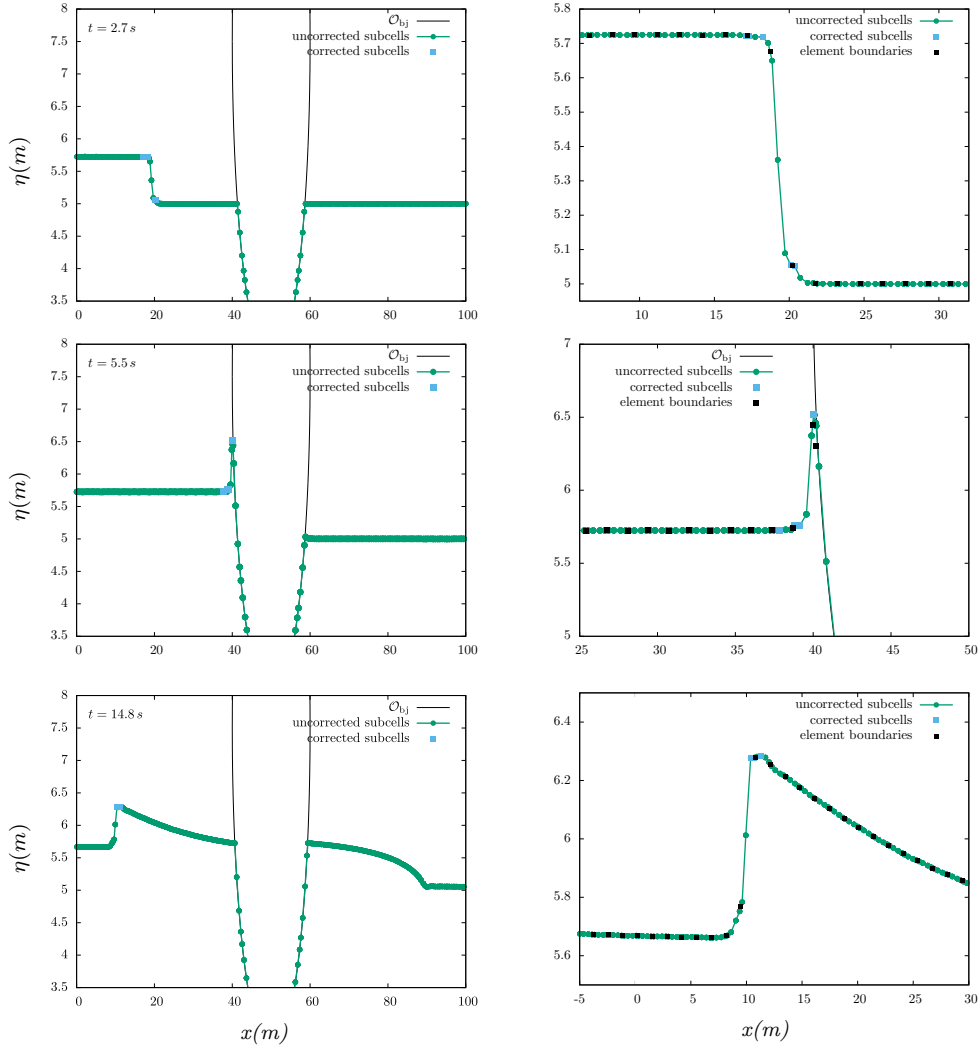 8
7.5
7
6.5
6
5.5
5
4.5
4
3.5
0 20 40 60 80 100
η(m)
t = 2.7 s
𝒪bj
uncorrected subcells
corrected subcells
5.8
5.7
5.6
5.5
5.4
5.3
5.2
5.1
5
10 15 20 25 30
η(m)
uncorrected subcells
corrected subcells
element boundaries
8
7.5
7
6.5
6
5.5
5
4.5
4
3.5
0 20 40 60 80 100
η(m)
t = 5.5 s
𝒪bj
uncorrected subcells
corrected subcells
7
6.5
6
5.5
5
25 30 35 40 45 50
η(m)
𝒪bj
uncorrected subcells
corrected subcells
element boundaries
8
7.5
7
6.5
6
5.5
5
4.5
4
3.5
0 20 40 60 80 100
η(m)
x(m)
t = 14.8 s
𝒪bj
uncorrected subcells
corrected subcells
6.4
6.2
6
5.8
5.6
-5 0 5 10 15 20 25 30
η(m)
x(m)
uncorrected subcells
corrected subcells
element boundaries